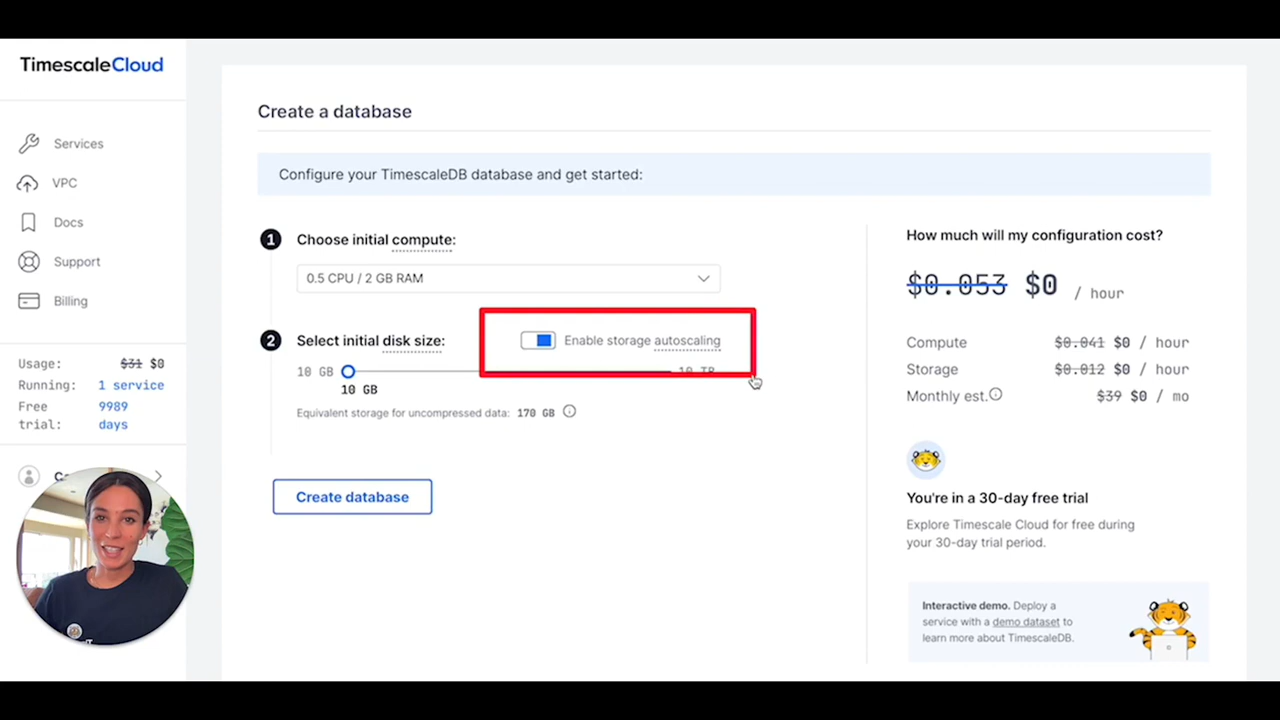 TimescaleCloud
Services
VPC
Docs
Support
Billing
Usage: $31 $0
Running: 1 service
Free trial: 9989 days
Create a database
Configure your TimescaleDB database and get started:
1 Choose initial compute:
0.5 CPU / 2 GB RAM
2 Select initial disk size:
Enable storage autoscaling
10 GB
10 TB
10 GB
Equivalent storage for uncompressed data: 170 GB
Create database
How much will my configuration cost?
$0.053 $0 / hour
Compute $0.041 $0 / hour
Storage $0.012 $0 / hour
Monthly est. $39 $0 / mo
You're in a 30-day free trial
Explore Timescale Cloud for free during
your 30-day trial period.
Interactive demo. Deploy a
service with a demo dataset to
learn more about TimescaleDB.